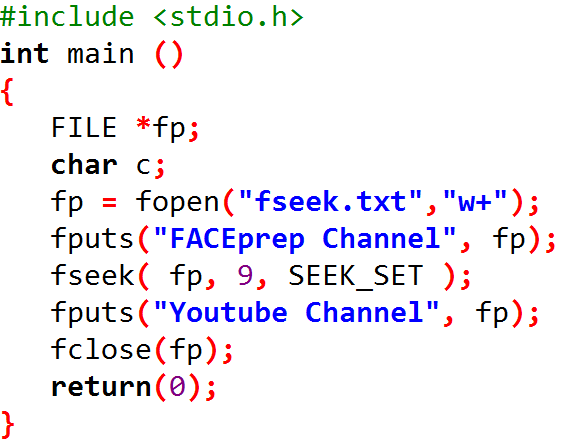 #include <stdio.h>
int main ()
{
FILE *fp;
char c;
fp = fopen("fseek.txt","w+");
fputs("FACEprep Channel", fp);
fseek( fp, 9, SEEK_SET );
fputs("Youtube Channel", fp);
fclose(fp);
return(0);
}